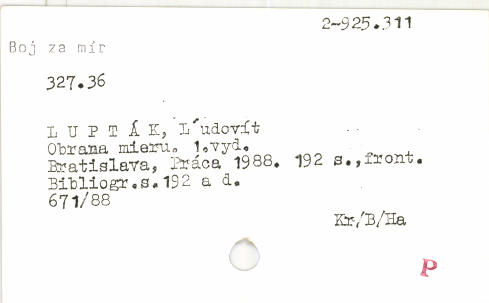 2-925.311
Boj za mír
327.36
L U P T Á K, L´udovít
Obrana mieru. 1.vyd.
Bratislava, Práca 1988. 192 s.,front.
Bibliogr.s.192 a d.
671/88
Kr/B/Ha
P